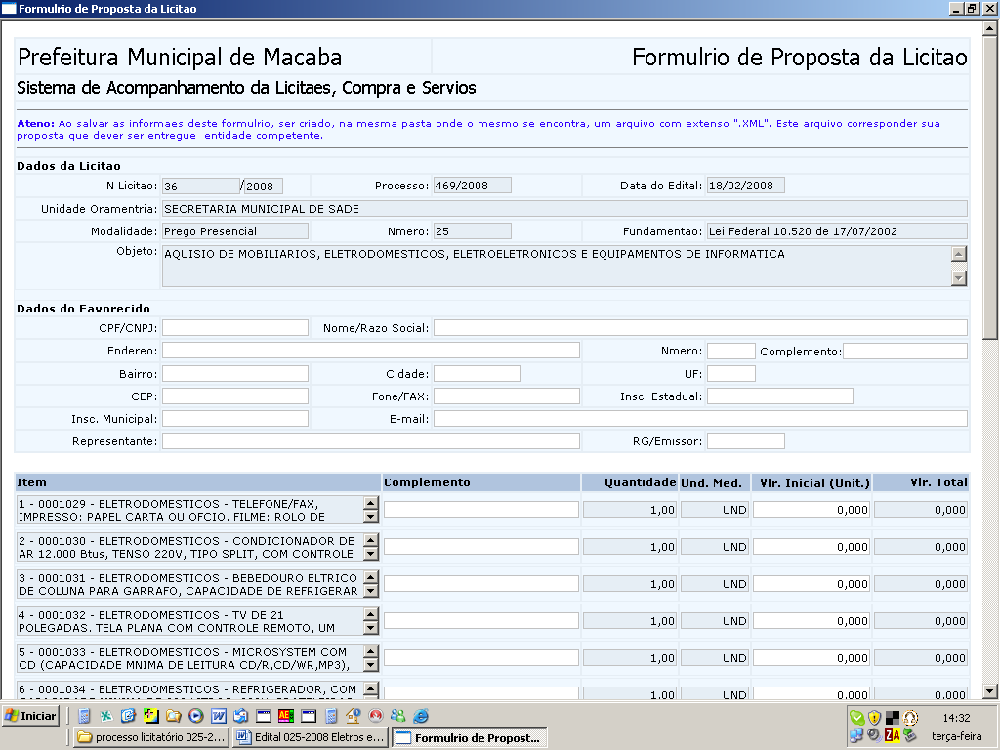 Formulrio de Proposta da Licitao
Prefeitura Municipal de Macaba
Formulrio de Proposta da Licitao
Sistema de Acompanhamento da Licitaes, Compra e Servios
Ateno: Ao salvar as informaes deste formulrio, ser criado, na mesma pasta onde o mesmo se encontra, um arquivo com extenso ".XML". Este arquivo corresponder sua
proposta que dever ser entregue  entidade competente.
Dados da Licitao
N Licitao: 36 /2008 Processo: 469/2008 Data do Edital: 18/02/2008
Unidade Oramentria: SECRETARIA MUNICIPAL DE SADE
Modalidade: Prego Presencial Nmero: 25 Fundamentao: Lei Federal 10.520 de 17/07/2002
Objeto: AQUISIO DE MOBILIARIOS, ELETRODOMESTICOS, ELETROELETRONICOS E EQUIPAMENTOS DE INFORMATICA
Dados do Favorecido
CPF/CNPJ: Nome/Razo Social:
Endereo: Nmero: Complemento:
Bairro: Cidade: UF:
CEP: Fone/FAX: Insc. Estadual:
Insc. Municipal: E-mail:
Representante: RG/Emissor:
Item Complemento Quantidade Und. Med. Vlr. Inicial (Unit.) Vlr. Total
1 - 0001029 - ELETRODOMESTICOS - TELEFONE/FAX,
IMPRESSO: PAPEL CARTA OU OFCIO. FILME: ROLO DE
1,00 UND 0,000 0,000
2 - 0001030 - ELETRODOMESTICOS - CONDICIONADOR DE
AR 12.000 Btus, TENSO 220V, TIPO SPLIT, COM CONTROLE
1,00 UND 0,000 0,000
3 - 0001031 - ELETRODOMESTICOS - BEBEDOURO ELTRICO
DE COLUNA PARA GARRAFO, CAPACIDADE DE REFRIGERAR
1,00 UND 0,000 0,000
4 - 0001032 - ELETRODOMESTICOS - TV DE 21
POLEGADAS. TELA PLANA COM CONTROLE REMOTO, UM
1,00 UND 0,000 0,000
5 - 0001033 - ELETRODOMESTICOS - MICROSYSTEM COM
CD (CAPACIDADE MNIMA DE LEITURA CD/R,CD/WR,MP3),
1,00 UND 0,000 0,000
6 - 0001034 - ELETRODOMESTICOS - REFRIGERADOR, COM
1,00 UND 0,000 0,000
Iniciar
14:32
processo licitatório 025-2... Edital 025-2008 Eletros e... Formulrio de Propost...
terça-feira